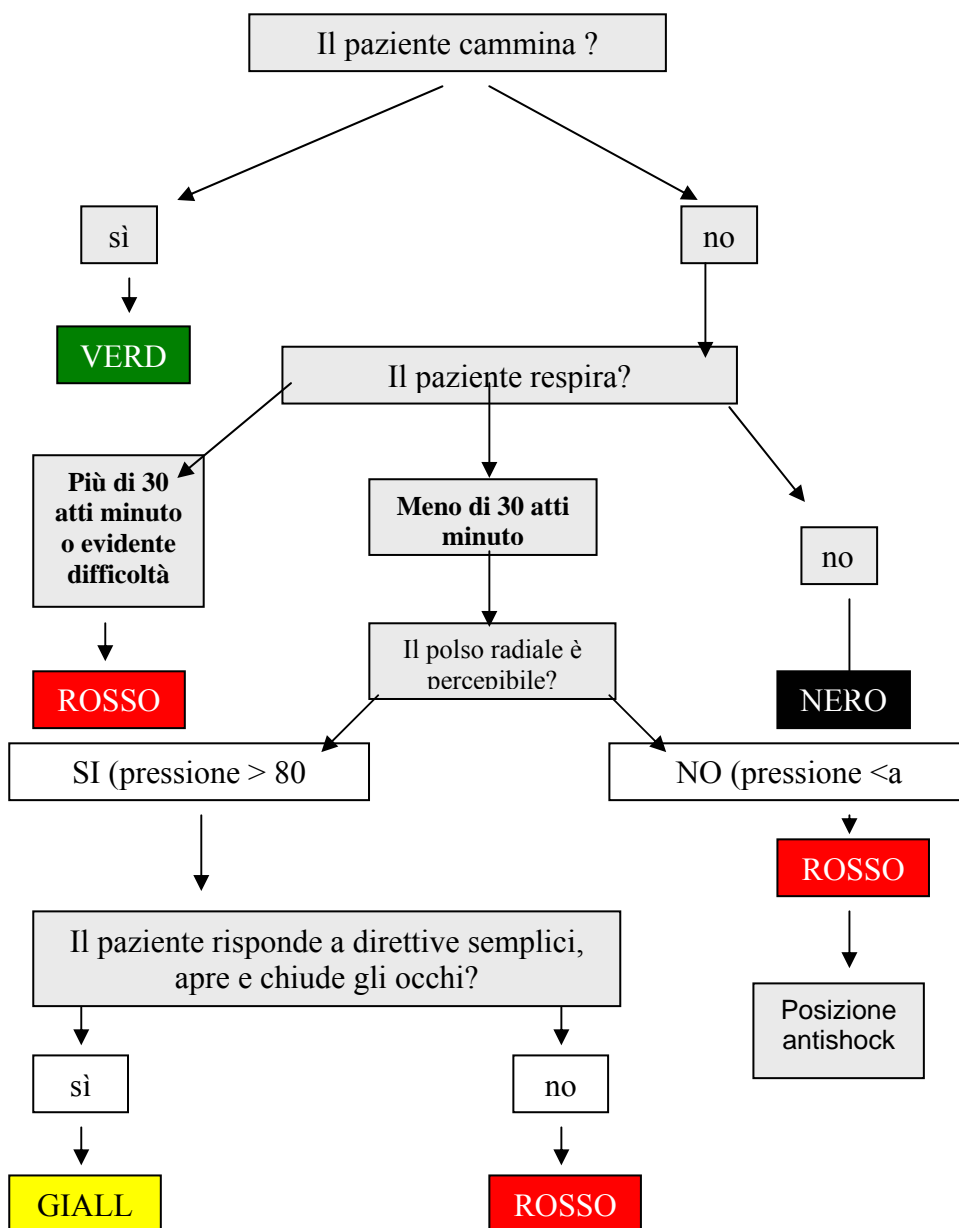 Il paziente cammina ?
sì
no
VERD
Il paziente respira?
Più di 30
atti minuto
o evidente
difficoltà
Meno di 30 atti
minuto
no
Il polso radiale è
percepibile?
ROSSO
NERO
SI (pressione > 80
NO (pressione <a
ROSSO
Il paziente risponde a direttive semplici,
apre e chiude gli occhi?
Posizione
antishock
sì
no
GIALL
ROSSO